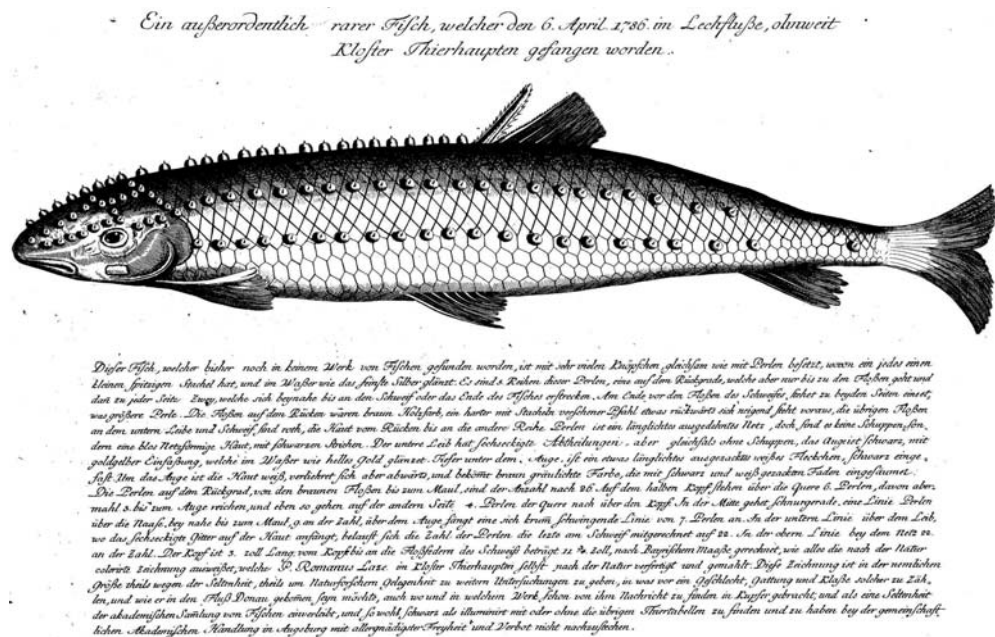 Ein außerordentlich rarer Fisch, welcher den 6. April 1786. im Lechfluße, ohnweit
Kloster Thierhaupten gefangen worden.
Dieser Fisch, welcher bisher noch in keinem Werk von Fischen gefunden worden, ist mit sehr vielen Knöpfchen gleichsam wie mit Perlen besetzt, wovon ein jedes einen
kleinen spitzigen Stachel hat, und im Waßer wie das feinste Silber glänzt. Es sind 5. Reihen dieser Perlen, eine auf dem Rückgrade, welche aber nur bis zu den Floßen geht und
dañ zu jeder Seite Zwey, welche sich beynahe bis an den Schweif oder das Ende des Fisches erstrecken. Am Ende vor den Floßen des Schweifes, stehet zu beyden Seiten eine
was größere Perle. Die Floßen auf den Rücken wären braun Holzfarb, ein harter mit Stacheln versehener Pfahl etwas rückwärts sich neigend steht voraus, die übrigen Floßen
an dem untern Leibe und Schweif sind roth, die Haut vom Rücken bis an die andere Reihe Perlen ist ein länglichtes ausgedehntes Netz, doch sind es keine Schuppen, son,
dern eine blos Netzförmige Haut, mit schwarzen Strichen. Der untere Leib hat sechseckigte Abtheilungen, aber gleichfals ohne Schuppen, das Aug ist schwarz, mit
goldgelber Einfaßung, welche im Waßer wie helles Gold glänzet. Tiefer unter dem Auge, ist ein etwas länglichtes ausgezacktes weißes Fleckchen, schwarz einge,
faßt. Um das Auge ist die Haut weiß, verliehret sich aber abwärts, und bekömt braun grünlichte Farbe, die mit schwarz und weiß gezackten Faden eingesäumet.
Die Perlen auf dem Rückgrad, von den braunen Floßen bis zum Maul, sind der Anzahl nach 26. Auf dem halben Kopf stehen über die Quere 6. Perlen, davon aber,
mahl 3. bis zum Auge reichen, und eben so gehen auf der andern Seite 4. Perlen der Quere nach über den Kopf. In der Mitte gehet schnurgerade, eine Linie Perlen
über die Naase, bey nahe bis zum Maul, 9. an der Zahl, über dem Auge fängt eine sich krum schwingende Linie von 7. Perlen an. In der untern Linie über dem Leib,
wo das sechseckigte Gitter auf der Haut anfängt, belauft sich die Zahl der Perlen die lezte am Schweif mitgerechnet auf 22. In der obern Linie bey dem Netz 22.
an der Zahl. Der Kopf ist 3. zoll Lang, vom Kopf bis an die Floßfedern des Schweiß beträgt 12 zoll, nach Bayrischem Maaße gerechnet, wie alles die nach der Natur
colorirte Zeichnung ausweißet, welche P. Romanus Laze. im Kloster Thierhauptn selbst nach der Natur verfertigt und gemahlt. Diese Zeichnung ist in der nemlichen
Größe theils wegen der Seltenheit, theils um Naturforschern Gelegenheit zu weitern Untersuchungen zu geben, in was vor ein Geschlecht, Gattung und Klaße solcher zu Zäh,
len, und wie er in den Fluß Donau gekomen seyn möchte, auch wo und in welchem Werk, schon von ihm Nachricht zu finden in Kupfer gebracht, und als eine Seltenheit
der akademischen Samlung von Fischen einverleibt, und so wohl schwarz als illuminirt mit oder ohne die übrigen Thiertabellen zu finden und zu haben bey der gemeinschaft
lichen Akademischen Handlung in Augsburg mit allergnädigster Freyheit und Verbot nicht nachzustechen.